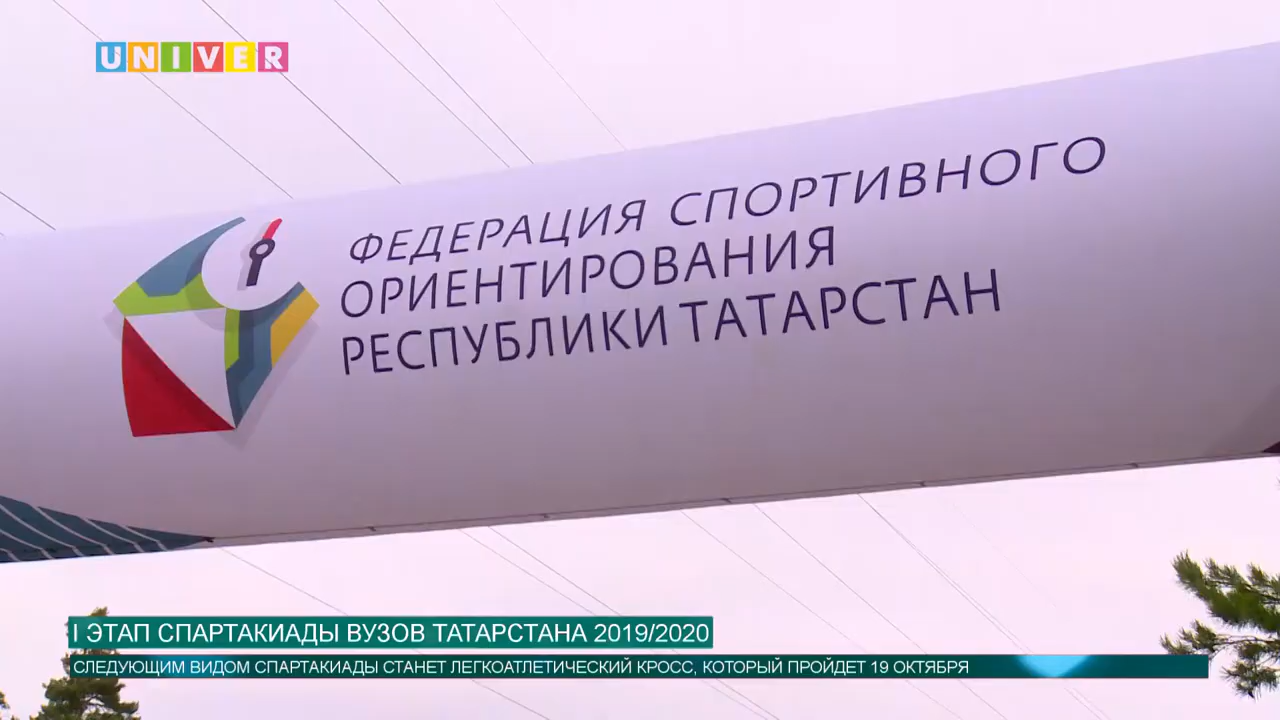 UNIVER
ФЕДЕРАЦИЯ СПОРТИВНОГО
ОРИЕНТИРОВАНИЯ
РЕСПУБЛИКИ ТАТАРСТАН
I ЭТАП СПАРТАКИАДЫ ВУЗОВ ТАТАРСТАНА 2019/2020
СЛЕДУЮЩИМ ВИДОМ СПАРТАКИАДЫ СТАНЕТ ЛЕГКОАТЛЕТИЧЕСКИЙ КРОСС, КОТОРЫЙ ПРОЙДЕТ 19 ОКТЯБРЯ